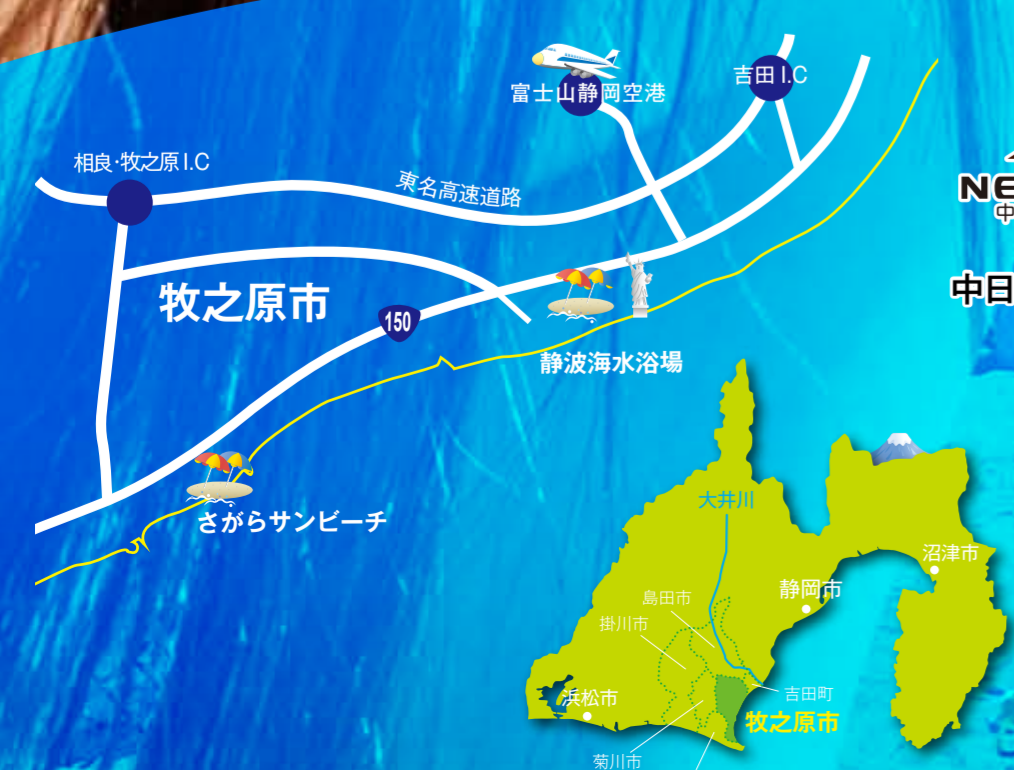 富士山静岡空港
吉田 I.C
相良・牧之原 I.C
東名高速道路
NE
中
牧之原市
150
中日
静波海水浴場
さがらサンビーチ
大井川
沼津市
静岡市
島田市
掛川市
浜松市
吉田町
牧之原市
菊川市